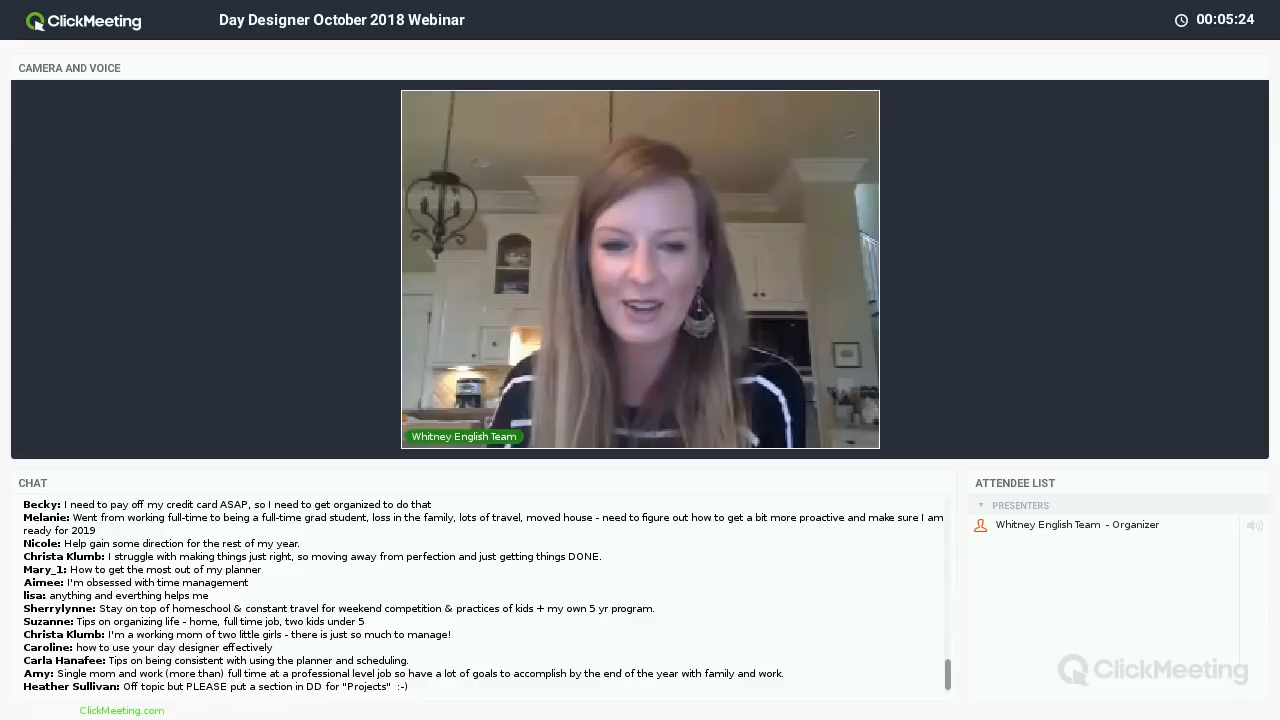 ClickMeeting
Day Designer October 2018 Webinar
00:05:24
CAMERA AND VOICE
Whitney English Team
CHAT
Becky: I need to pay off my credit card ASAP, so I need to get organized to do that
Melanie: Went from working full-time to being a full-time grad student, loss in the family, lots of travel, moved house - need to figure out how to get a bit more proactive and make sure I am
ready for 2019
Nicole: Help gain some direction for the rest of my year.
Christa Klumb: I struggle with making things just right, so moving away from perfection and just getting things DONE.
Mary_1: How to get the most out of my planner
Aimee: I'm obsessed with time management
lisa: anything and everthing helps me
Sherrylynne: Stay on top of homeschool & constant travel for weekend competition & practices of kids + my own 5 yr program.
Suzanne: Tips on organizing life - home, full time job, two kids under 5
Christa Klumb: I'm a working mom of two little girls - there is just so much to manage!
Caroline: how to use your day designer effectively
Carla Hanafee: Tips on being consistent with using the planner and scheduling.
Amy: Single mom and work (more than) full time at a professional level job so have a lot of goals to accomplish by the end of the year with family and work.
Heather Sullivan: Off topic but PLEASE put a section in DD for "Projects" :-)
ATTENDEE LIST
PRESENTERS
Whitney English Team - Organizer
ClickMeeting
ClickMeeting.com